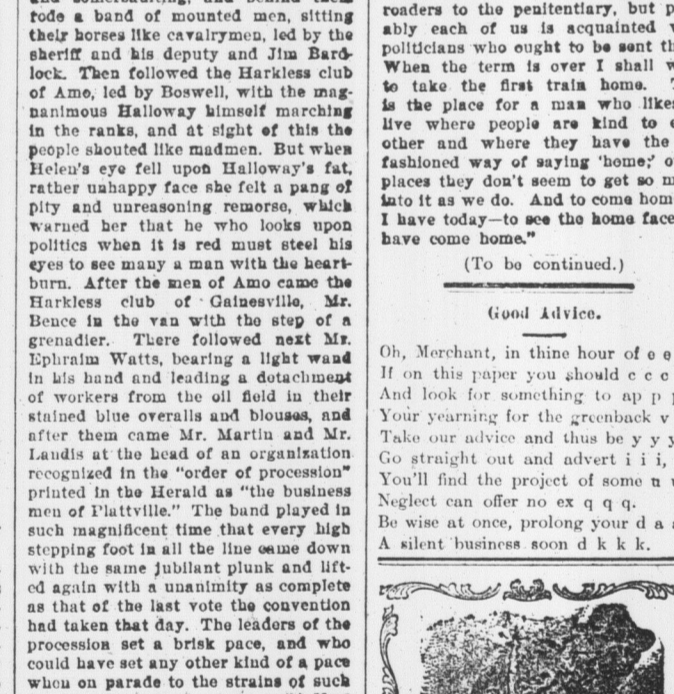 rode a band of mounted men, sitting
their horses like cavalrymen, led by the
sheriff and his deputy and Jim Bard-
lock. Then followed the Harkless club
of Amo, led by Boswell, with the mag-
nanimous Halloway himself marching
in the ranks, and at sight of this the
people shouted like madmen. But when
Helen's eye fell upon Halloway's fat,
rather unhappy face she felt a pang of
pity and unreasoning remorse, which
warned her that he who looks upon
politics when it is red must steel his
eyes to see many a man with the heart-
burn. After the men of Amo came the
Harkless club of Gainesville, Mr.
Bence in the van with the step of a
grenadier. There followed next Mr.
Ephraim Watts, bearing a light wand
in his hand and leading a detachment
of workers from the oil field in their
stained blue overalls and blouses, and
after them came Mr. Martin and Mr.
Landis at the head of an organization
recognized in the "order of procession"
printed in the Herald as "the business
men of Plattville." The band played in
such magnificent time that every high
stepping foot in all the line came down
with the same jubilant plunk and lift-
ed again with a unanimity as complete
as that of the last vote the convention
had taken that day. The leaders of the
procession set a brisk pace, and who
could have set any other kind of a pace
when on parade to the strains of such
roaders to the penitentiary, but p
ably each of us is acquainted
politicians who ought to be sent th
When the term is over I shall
to take the first train home.
is the place for a man who likes
live where people are kind to e
other and where they have the
fashioned way of saying 'home;' o
places they don't seem to get so m
into it as we do. And to come hom
I have today—to see the home face
have come home."
(To be continued.)
Good Advice.
Oh, Merchant, in thine hour of e e
If on this paper you should c c c
And look for something to ap p p
Your yearning for the greenback v
Take our advice and thus be y y y
Go straight out and advert i i i,
You'll find the project of some u
Neglect can offer no ex q q q.
Be wise at once, prolong your d a
A silent business soon d k k k.